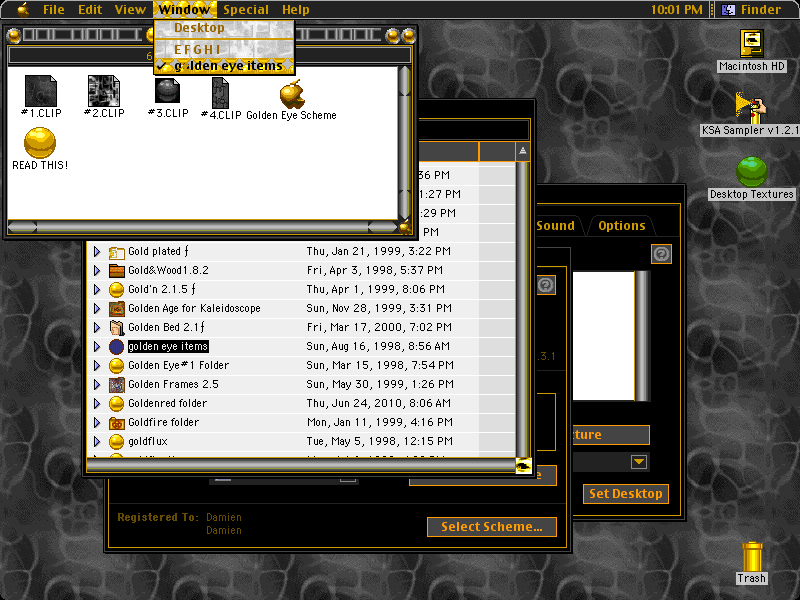 File Edit View Window Special Help 10:01 PM Finder
Desktop
E F G H I
golden eye items
#1.CLIP #2.CLIP #3.CLIP #4.CLIP Golden Eye Scheme
READ THIS!
Macintosh HD
KSA Sampler v1.2.1
Desktop Textures
Trash
36 PM
1:27 PM
:29 PM
PM
Gold plated ƒ Thu, Jan 21, 1999, 3:22 PM
Gold&Wood1.8.2 Fri, Apr 3, 1998, 5:37 PM
Gold'n 2.1.5 ƒ Thu, Apr 1, 1999, 8:06 PM
Golden Age for Kaleidoscope Sun, Nov 28, 1999, 3:31 PM
Golden Bed 2.1ƒ Fri, Mar 17, 2000, 7:02 PM
golden eye items Sun, Aug 16, 1998, 8:56 AM
Golden Eye#1 Folder Sun, Mar 15, 1998, 7:54 PM
Golden Frames 2.5 Sun, May 30, 1999, 1:26 PM
Goldenred folder Thu, Jun 24, 2010, 8:06 AM
Goldfire folder Mon, Jan 11, 1999, 4:16 PM
goldflux Tue, May 5, 1998, 12:15 PM
Sound Options
.3.1
ture
Set Desktop
e
Registered To: Damien
Damien
Select Scheme...